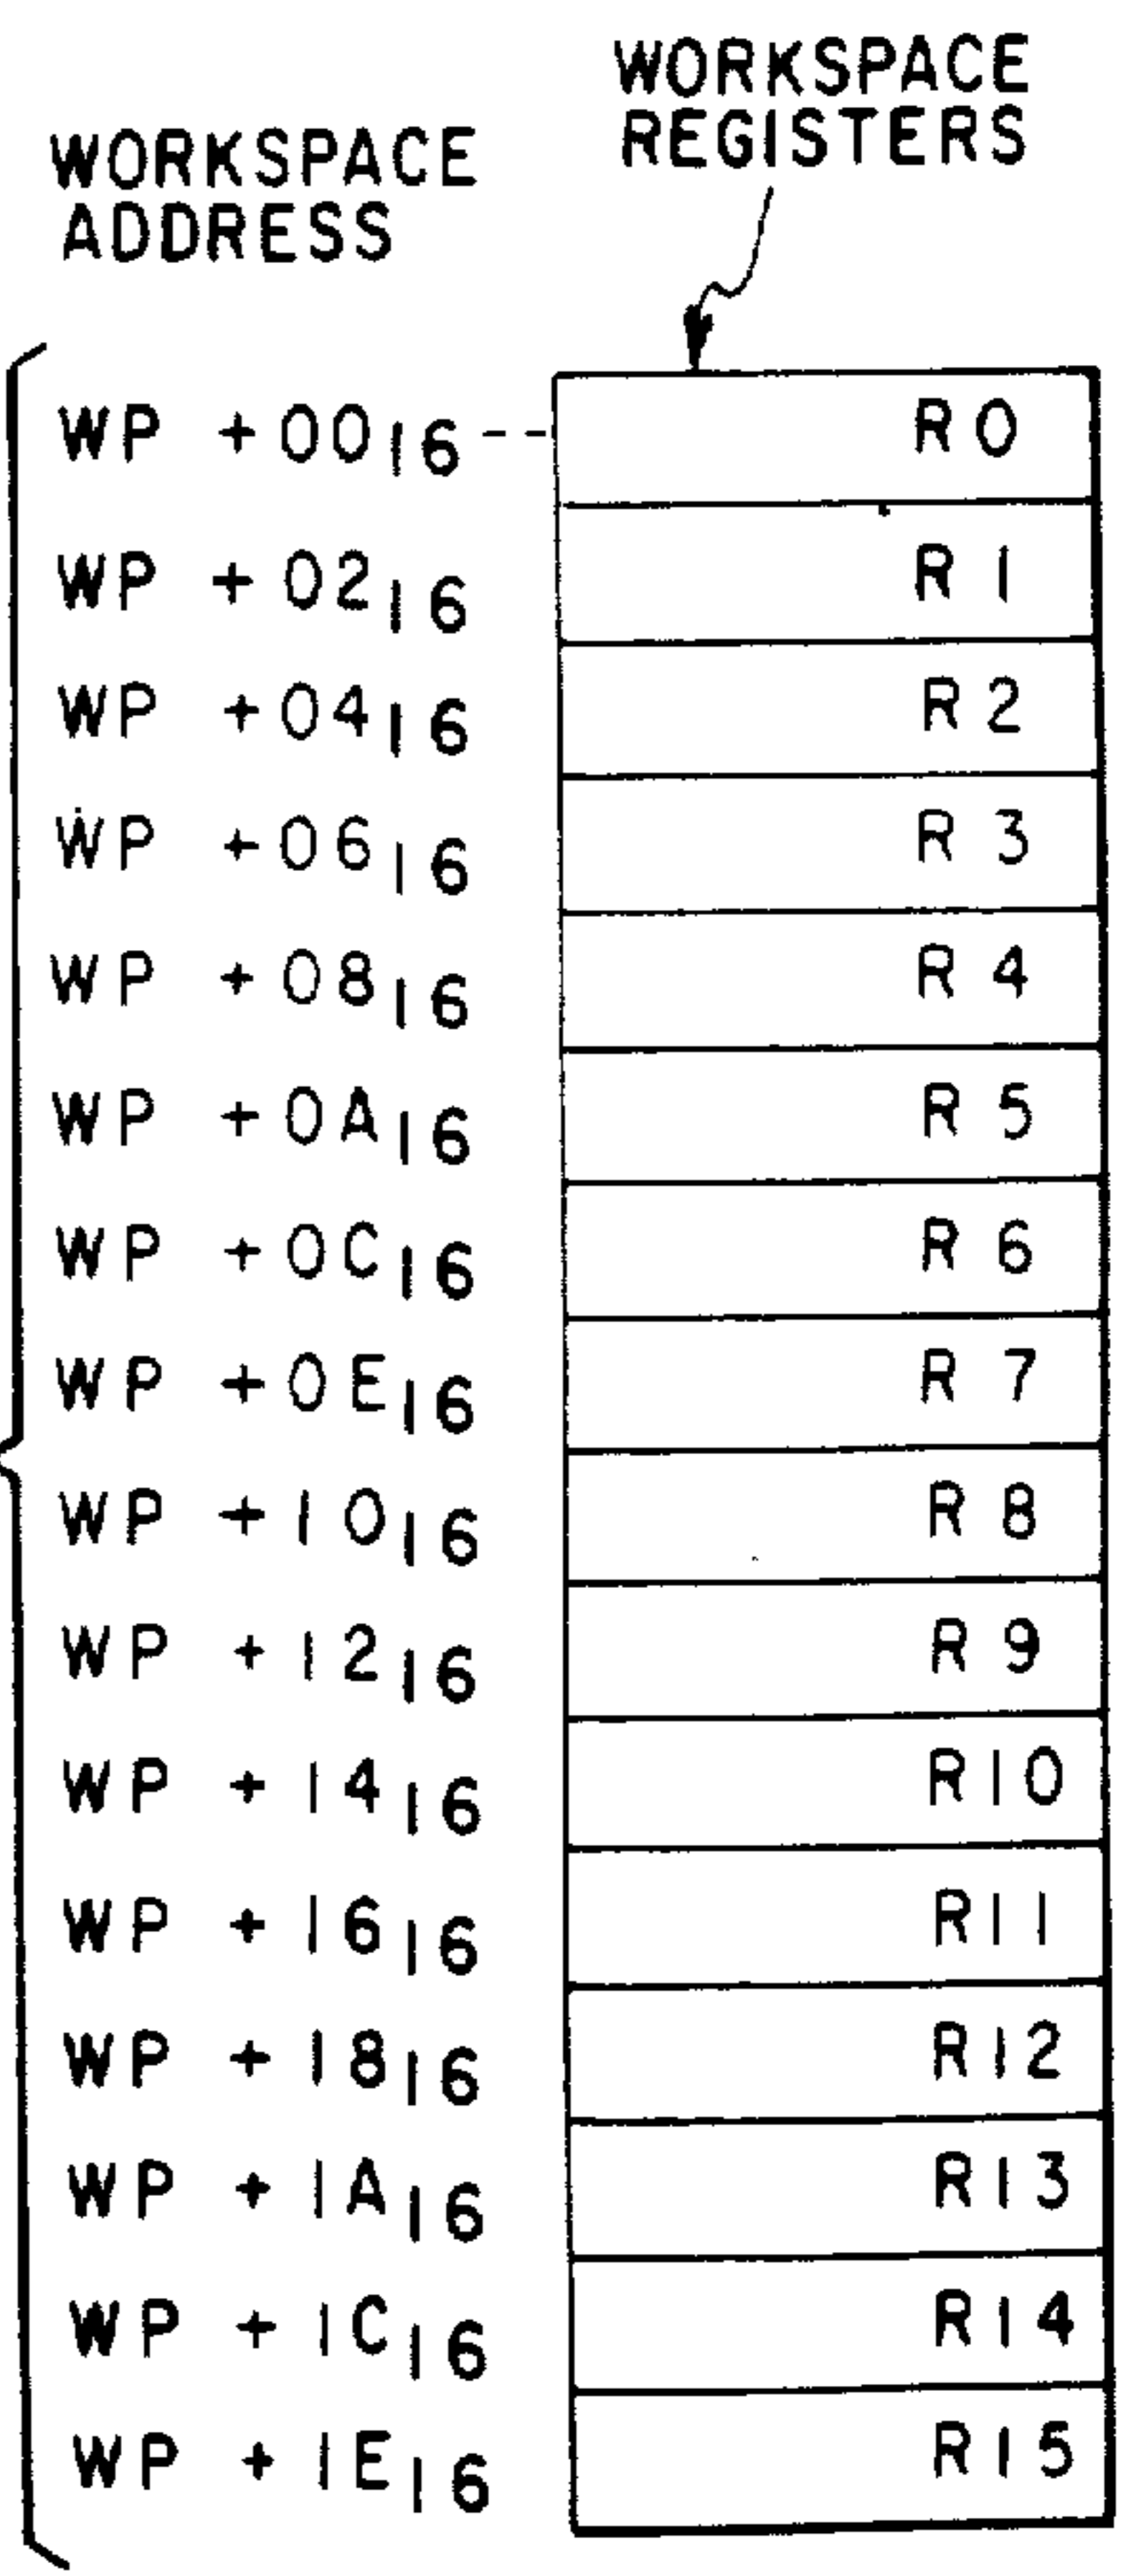 WORKSPACE
REGISTERS
WORKSPACE
ADDRESS
WP +00₁₆ -- R0
WP +02₁₆ R1
WP +04₁₆ R2
WP +06₁₆ R3
WP +08₁₆ R4
WP +0A₁₆ R5
WP +0C₁₆ R6
WP +0E₁₆ R7
WP +10₁₆ R8
WP +12₁₆ R9
WP +14₁₆ R10
WP +16₁₆ R11
WP +18₁₆ R12
WP +1A₁₆ R13
WP +1C₁₆ R14
WP +1E₁₆ R15